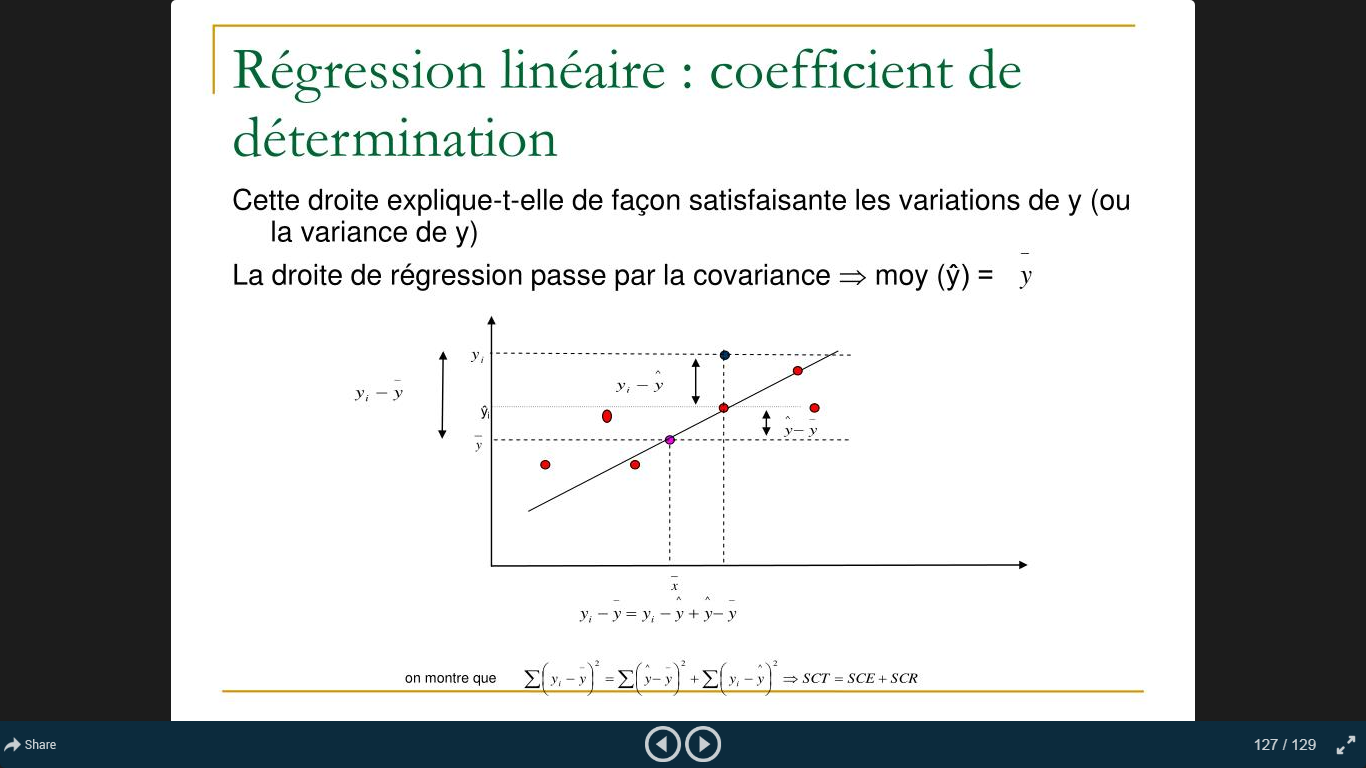 Régression linéaire : coefficient de
détermination
Cette droite explique-t-elle de façon satisfaisante les variations de y (ou
la variance de y)
La droite de régression passe par la covariance ⇒ moy (ŷ) = ȳ
yᵢ
yᵢ − ȳ
yᵢ − ŷ
ŷᵢ
ŷ − ȳ
ȳ
x̄
yᵢ − ȳ = yᵢ − ŷ + ŷ − ȳ
on montre que ∑(yᵢ − ȳ)² = ∑(ŷ − ȳ)² + ∑(yᵢ − ŷ)² ⇒ SCT = SCE + SCR
Share
127 / 129